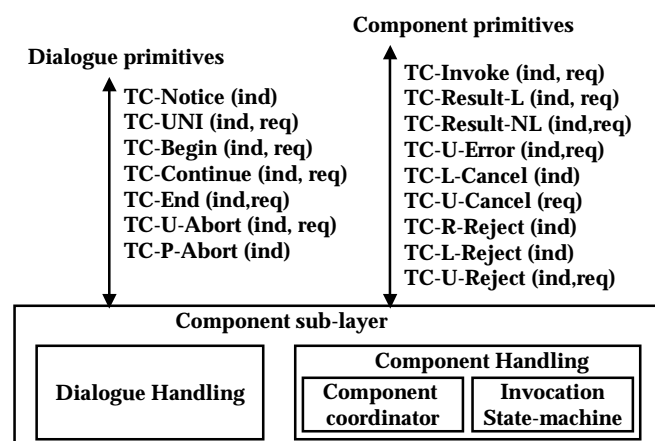 Component primitives
Dialogue primitives
TC-Notice (ind)
TC-UNI (ind, req)
TC-Begin (ind, req)
TC-Continue (ind, req)
TC-End (ind,req)
TC-U-Abort (ind, req)
TC-P-Abort (ind)
TC-Invoke (ind, req)
TC-Result-L (ind, req)
TC-Result-NL (ind,req)
TC-U-Error (ind,req)
TC-L-Cancel (ind)
TC-U-Cancel (req)
TC-R-Reject (ind)
TC-L-Reject (ind)
TC-U-Reject (ind,req)
Component sub-layer
Dialogue Handling
Component Handling
Component
coordinator
Invocation
State-machine